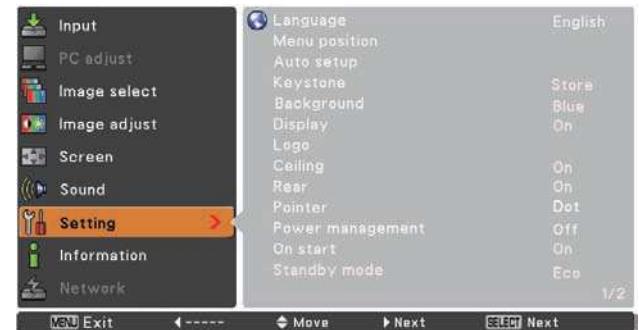 Input
PC adjust
Image select
Image adjust
Screen
Sound
Setting >
Information
Network
Language English
Menu position
Auto setup
Keystone Store
Background Blue
Display On
Logo
Ceiling On
Rear On
Pointer Dot
Power management Off
On start On
Standby mode Eco
1/2
MENU Exit ◀----- Move ▶ Next SELECT Next